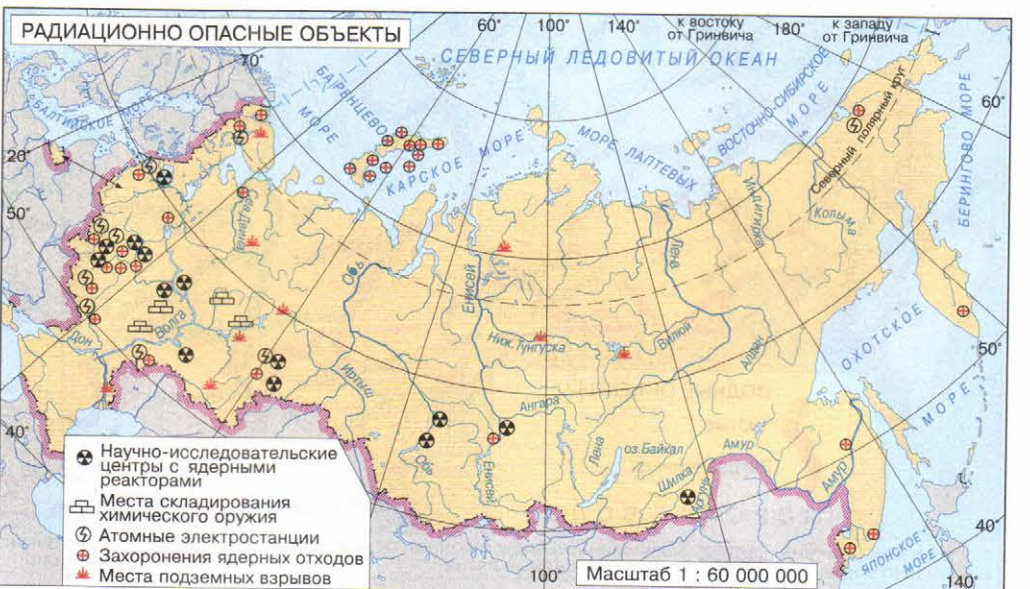 РАДИАЦИОННО ОПАСНЫЕ ОБЪЕКТЫ
60°
100°
140°
к востоку
от Гринвича
180°
к западу
от Гринвича
СЕВЕРНЫЙ ЛЕДОВИТЫЙ ОКЕАН
70°
БАРЕНЦЕВО
МОРЕ
БАЛТИЙСКОЕ МОРЕ
КАРСКОЕ МОРЕ
МОРЕ ЛАПТЕВЫХ
ВОСТОЧНО-СИБИРСКОЕ
МОРЕ
Северный полярный круг
БЕРИНГОВО МОРЕ
60°
20°
50°
Сев. Двина
Обь
Енисей
Лена
Индигирка
Колыма
Дон
Волга
Иртыш
Ниж. Тунгуска
Вилюй
Алдан
ОХОТСКОЕ
МОРЕ
50°
40°
Ангара
Обь
Енисей
Лена
оз. Байкал
Амур
Шилка
Аргунь
Амур
ЯПОНСКОЕ
МОРЕ
40°
140°
100°
Научно-исследовательские
центры с ядерными
реакторами
Места складирования
химического оружия
Атомные электростанции
Захоронения ядерных отходов
Места подземных взрывов
Масштаб 1 : 60 000 000